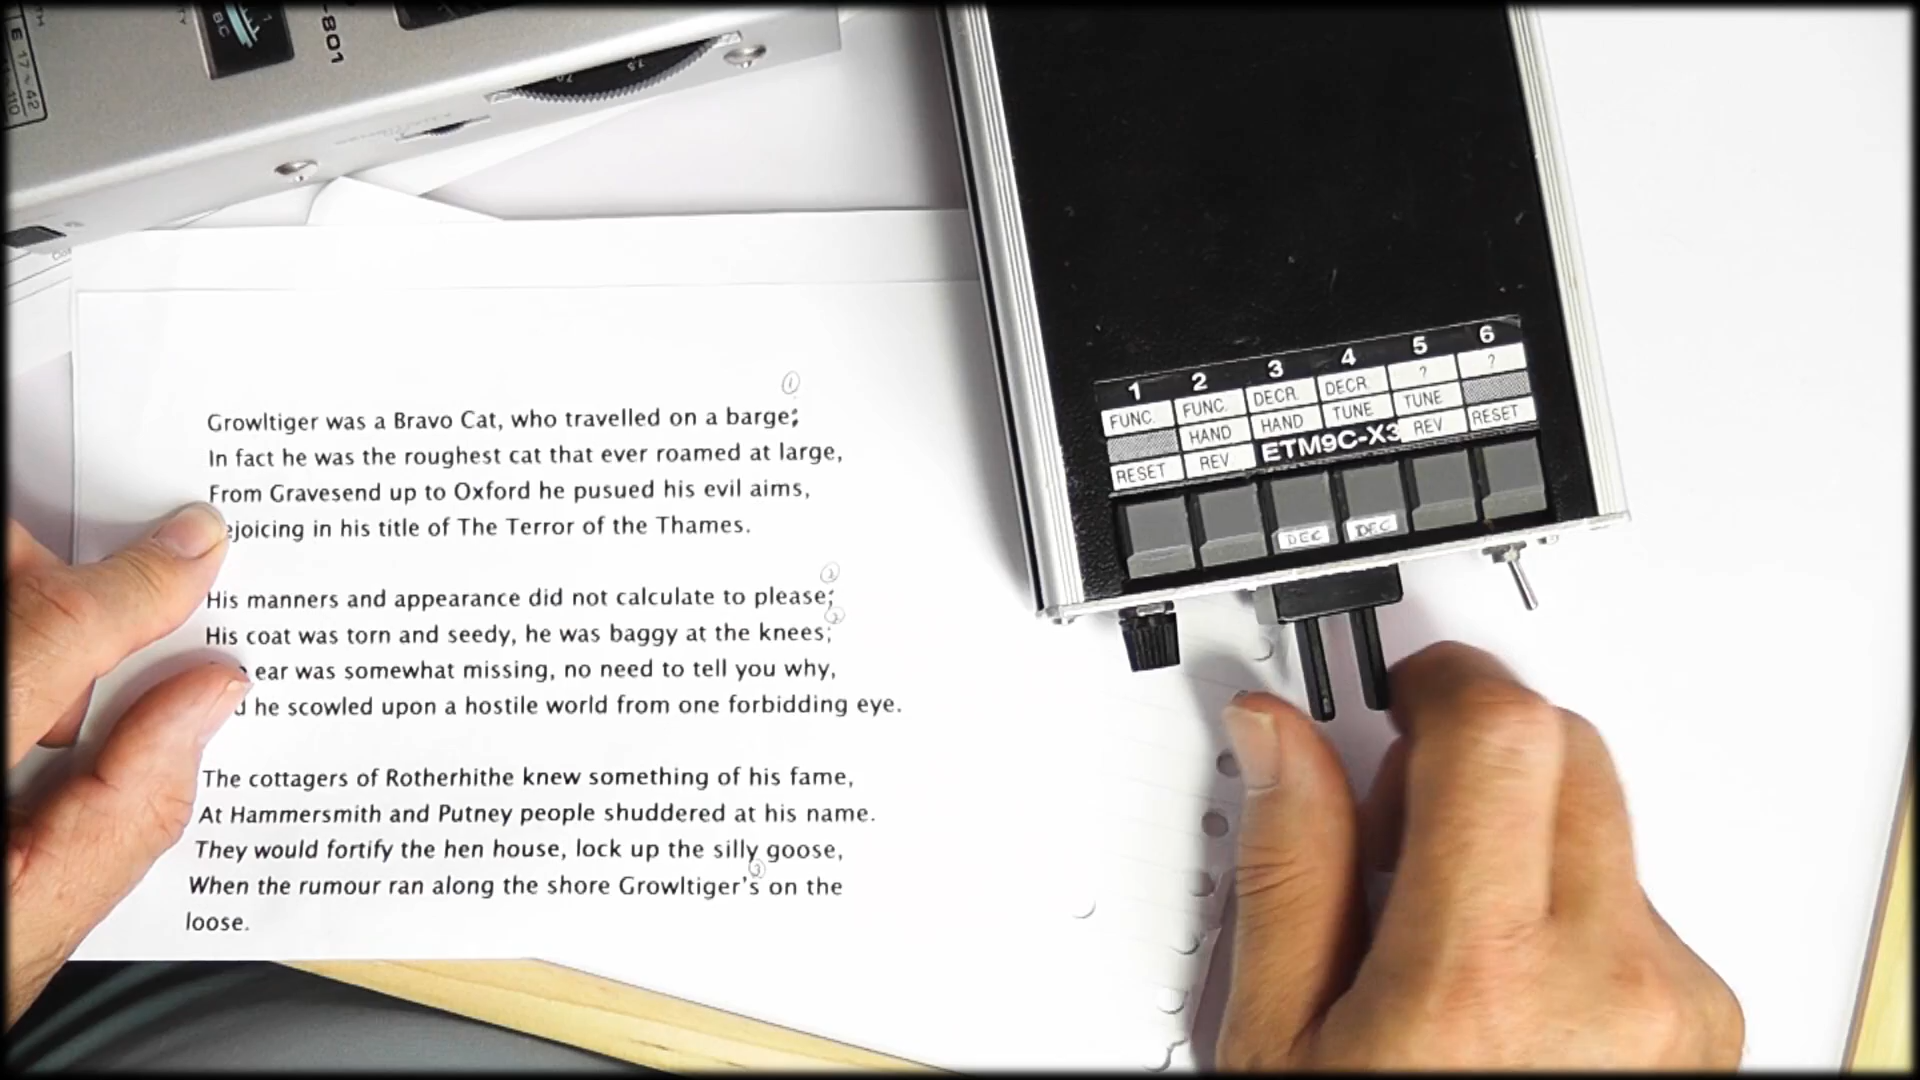 -801
BC
E 17~42
110
70
75
Growltiger was a Bravo Cat, who travelled on a barge;
In fact he was the roughest cat that ever roamed at large,
From Gravesend up to Oxford he pusued his evil aims,
ejoicing in his title of The Terror of the Thames.
His manners and appearance did not calculate to please;
His coat was torn and seedy, he was baggy at the knees;
ear was somewhat missing, no need to tell you why,
d he scowled upon a hostile world from one forbidding eye.
The cottagers of Rotherhithe knew something of his fame,
At Hammersmith and Putney people shuddered at his name.
They would fortify the hen house, lock up the silly goose,
When the rumour ran along the shore Growltiger's on the
loose.
1 2 3 4 5 6
FUNC. FUNC. DECR. DECR. ? ?
HAND HAND TUNE TUNE
RESET REV ETM9C-X3 REV RESET
DEC DEC